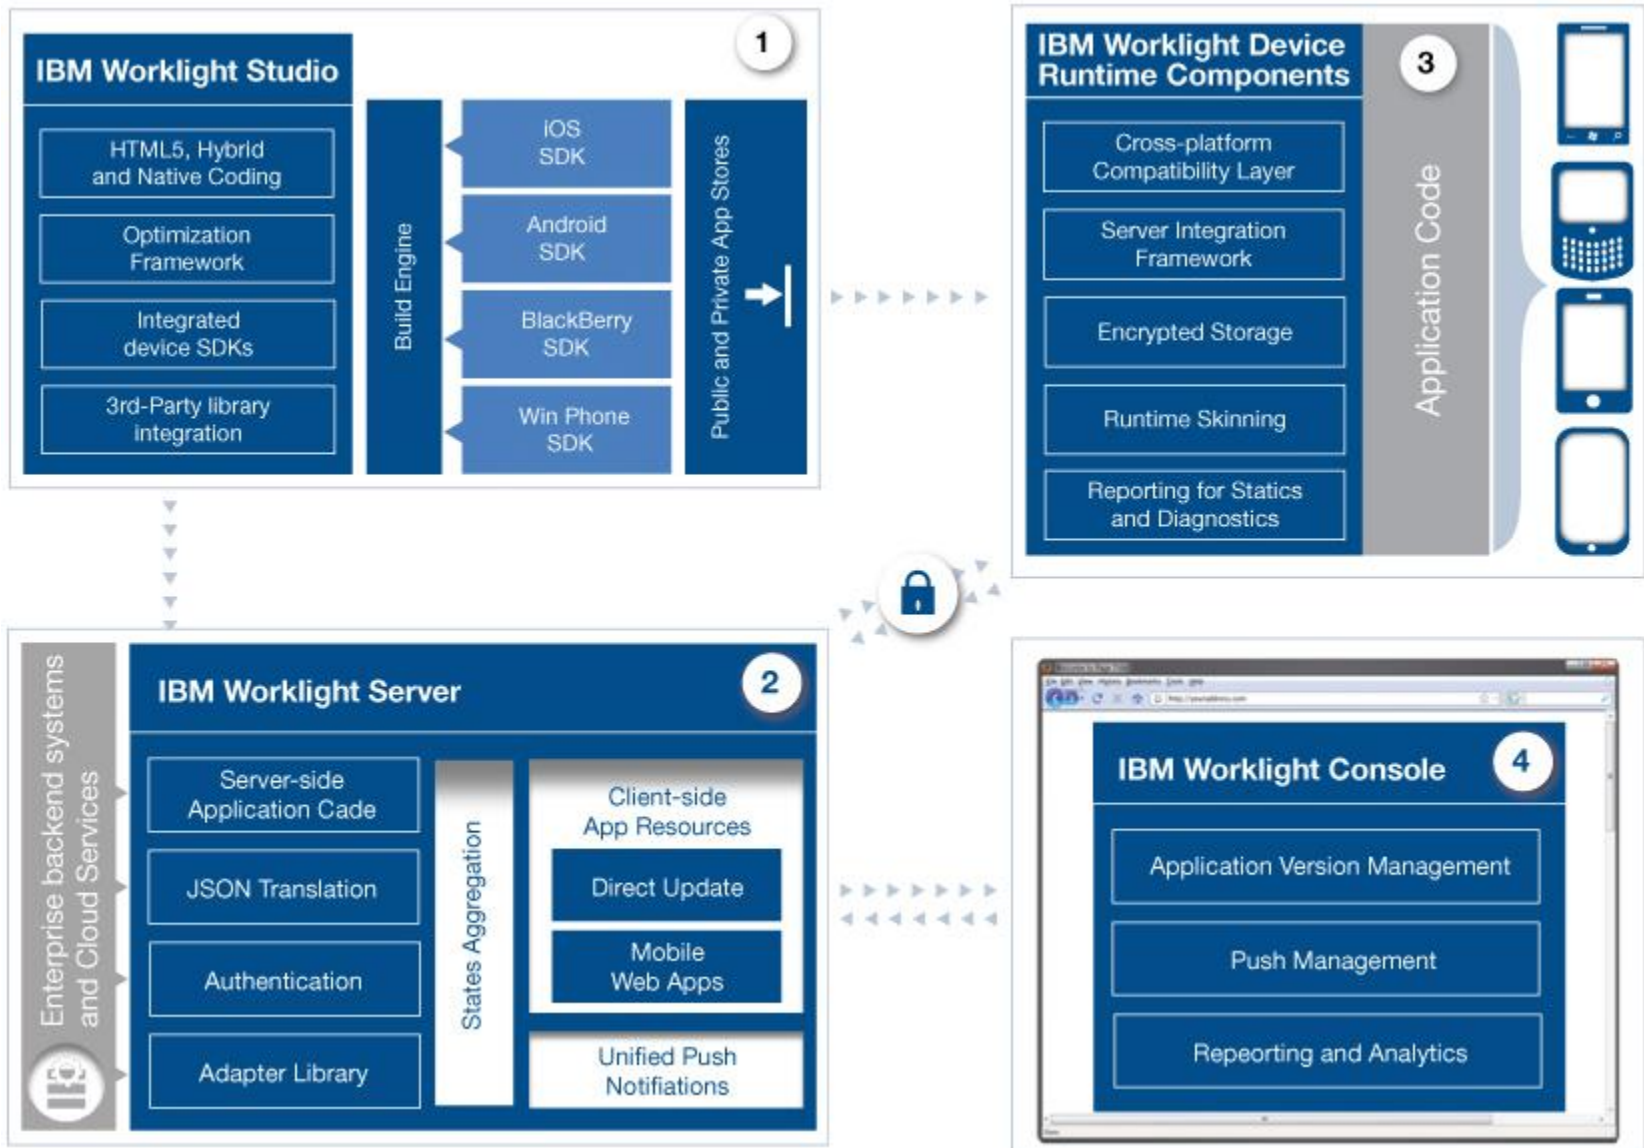 1
IBM Worklight Studio
HTML5, Hybrid
and Native Coding
Optimization
Framework
Integrated
device SDKs
3rd-Party library
integration
Build Engine
iOS
SDK
Android
SDK
BlackBerry
SDK
Win Phone
SDK
Public and Private App Stores
IBM Worklight Device
Runtime Components
3
Cross-platform
Compatibility Layer
Server Integration
Framework
Encrypted Storage
Runtime Skinning
Reporting for Statics
and Diagnostics
Application Code
Enterprise backend systems
and Cloud Services
IBM Worklight Server
2
Server-side
Application Cade
JSON Translation
Authentication
Adapter Library
States Aggregation
Client-side
App Resources
Direct Update
Mobile
Web Apps
Unified Push
Notifiations
IBM Worklight Console
4
Application Version Management
Push Management
Repeorting and Analytics